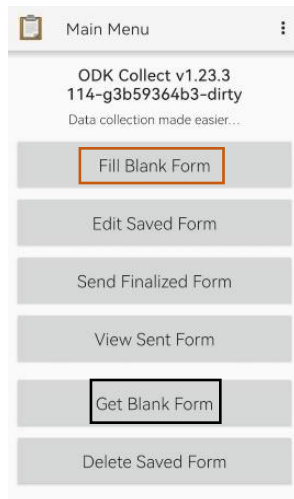 Main Menu
ODK Collect v1.23.3
114-g3b59364b3-dirty
Data collection made easier...
Fill Blank Form
Edit Saved Form
Send Finalized Form
View Sent Form
Get Blank Form
Delete Saved Form